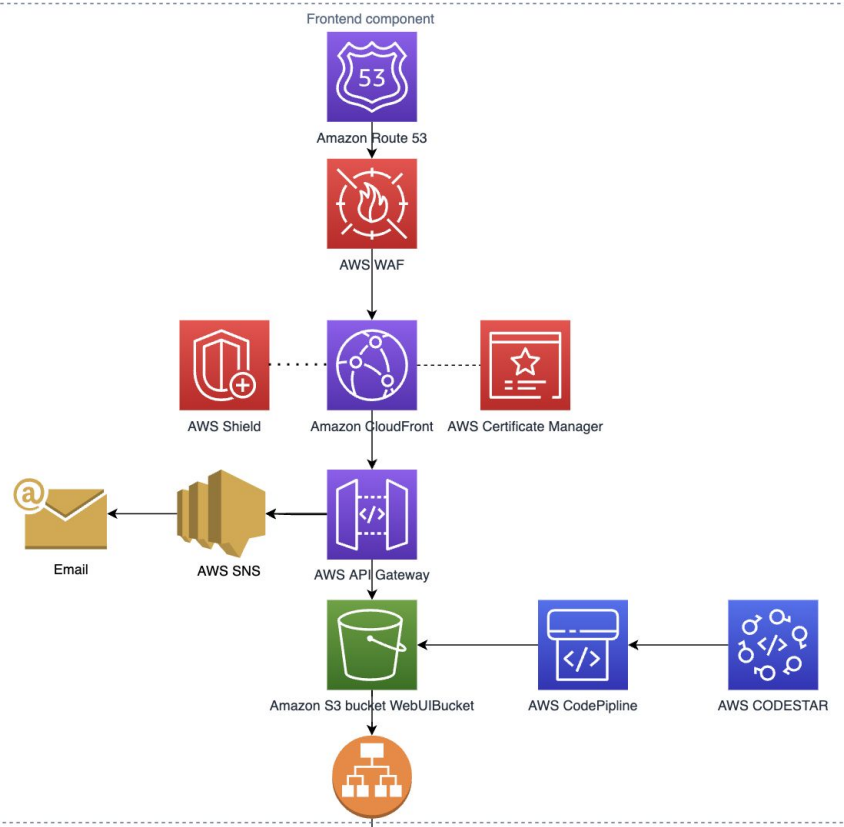 Frontend component
53
Amazon Route 53
AWS WAF
AWS Shield
Amazon CloudFront
AWS Certificate Manager
@
</>
Email
AWS SNS
AWS API Gateway
</>
</>
Amazon S3 bucket WebUIBucket
AWS CodePipline
AWS CODESTAR